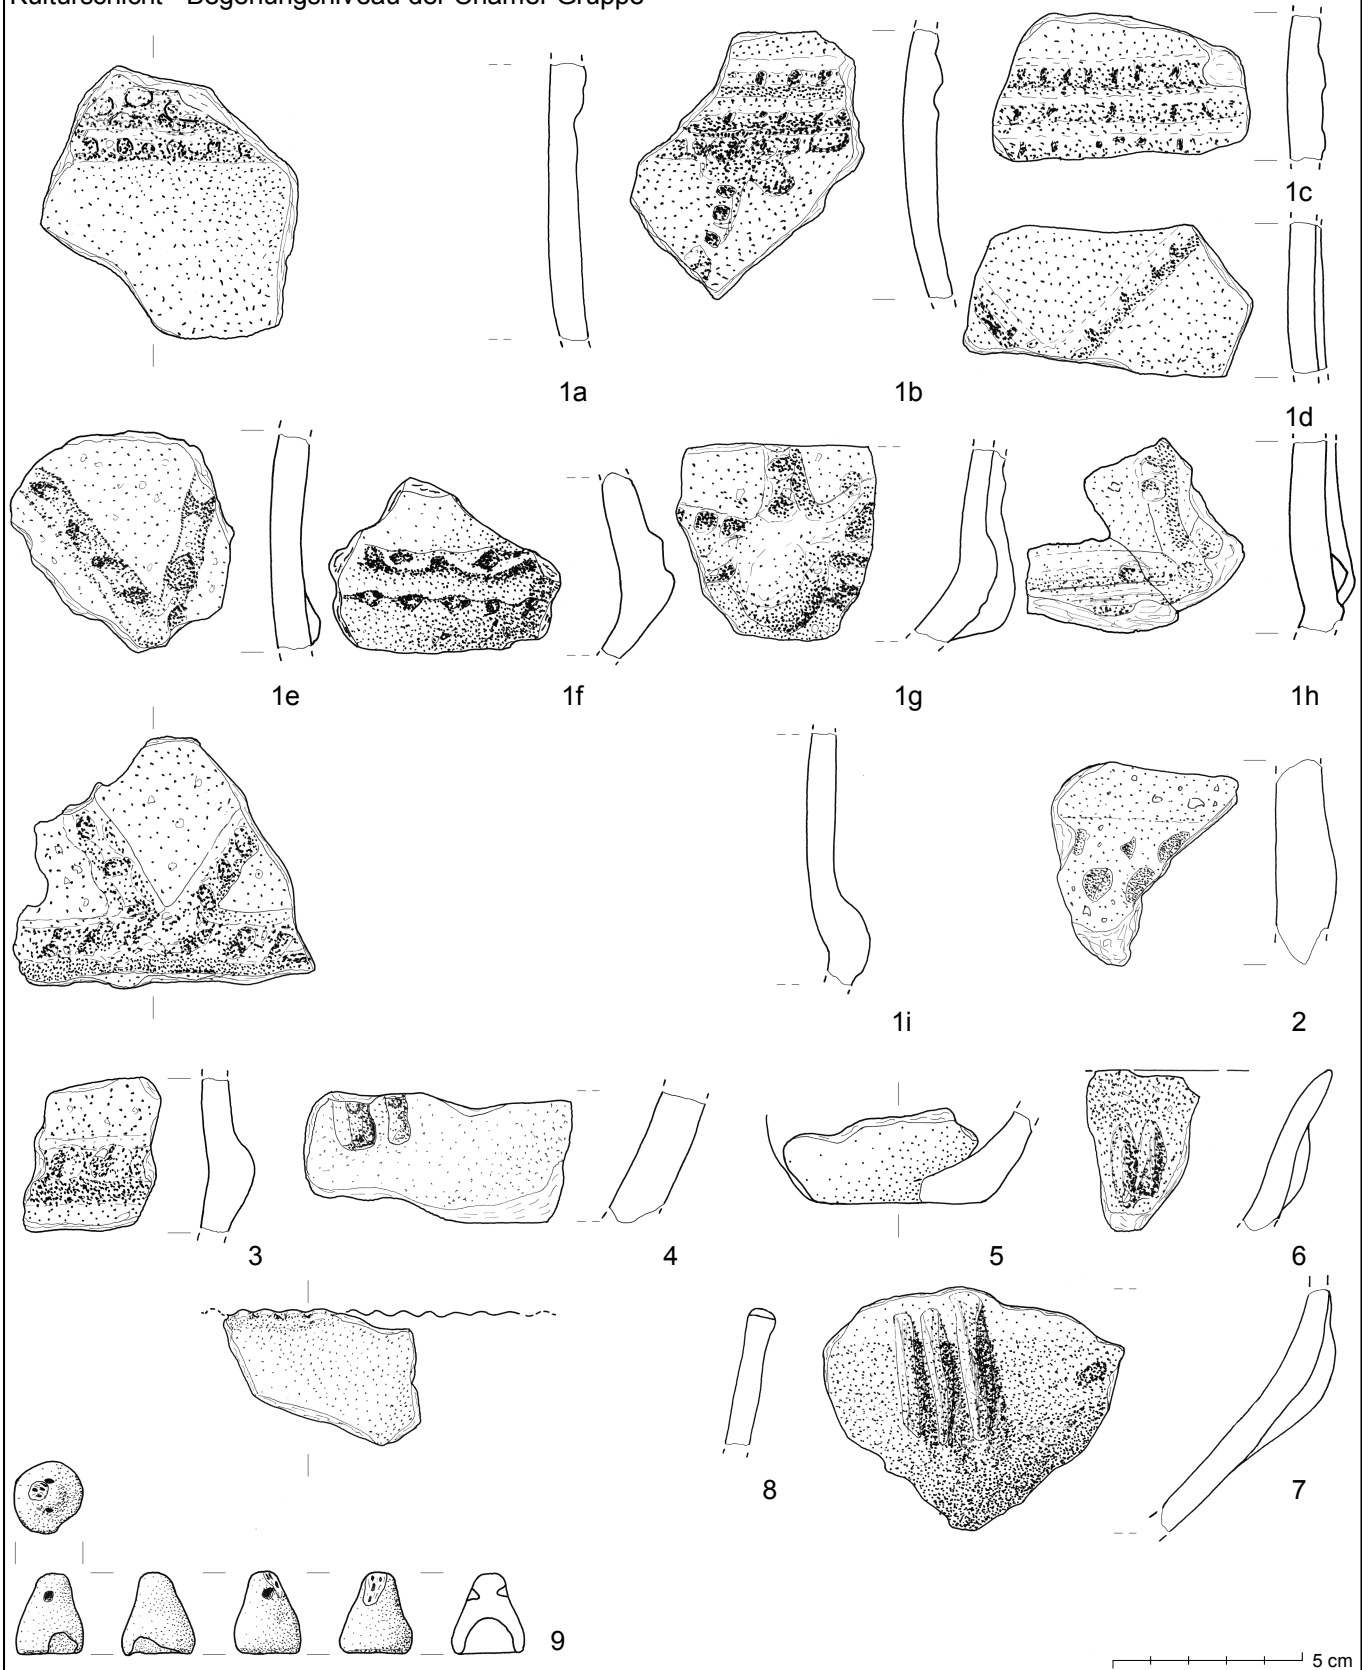 Kulturschicht - Begehungsniveau der Chamer Gruppe
1a
1b
1c
1d
1e
1f
1g
1h
1i
2
3
4
5
6
8
7
9
5 cm